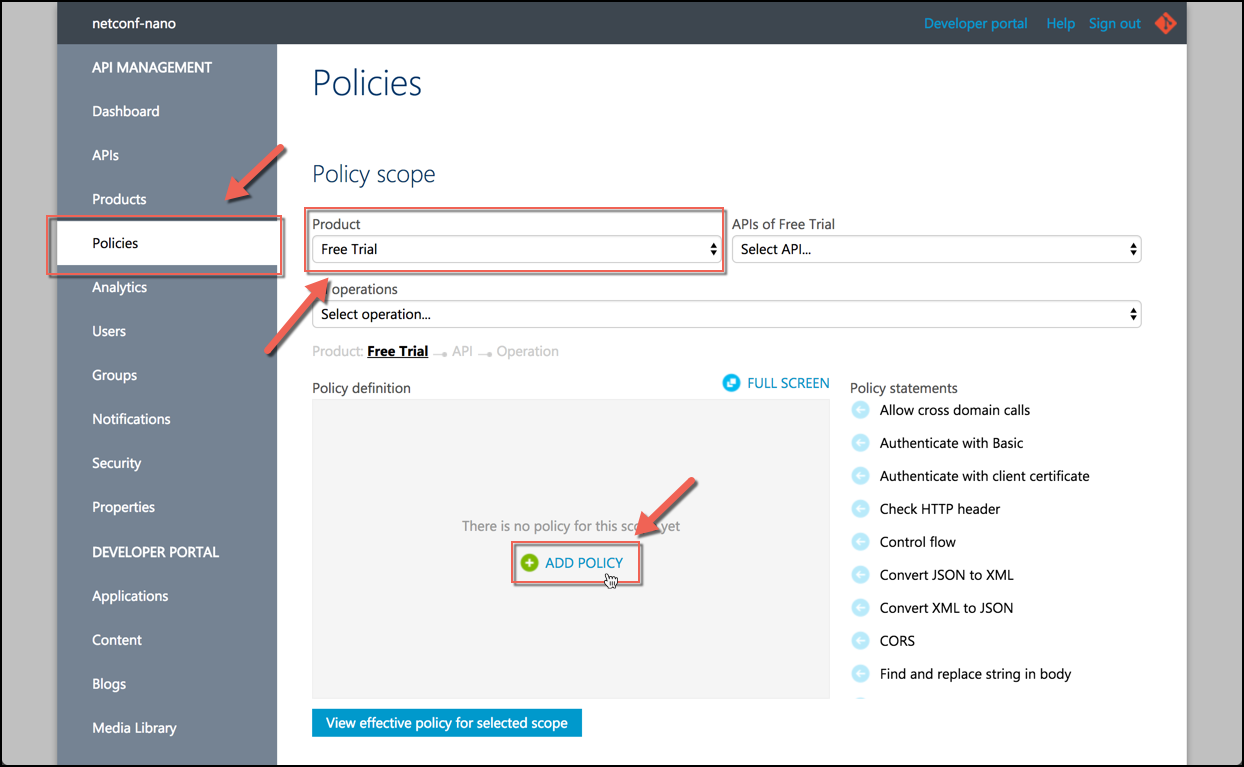 netconf-nano
Developer portal Help Sign out
API MANAGEMENT
Dashboard
APIs
Products
Policies
Analytics
Users
Groups
Notifications
Security
Properties
DEVELOPER PORTAL
Applications
Content
Blogs
Media Library
Policies
Policy scope
Product
Free Trial
APIs of Free Trial
Select API...
operations
Select operation...
Product: Free Trial API Operation
Policy definition
FULL SCREEN
There is no policy for this scope yet
ADD POLICY
View effective policy for selected scope
Policy statements
Allow cross domain calls
Authenticate with Basic
Authenticate with client certificate
Check HTTP header
Control flow
Convert JSON to XML
Convert XML to JSON
CORS
Find and replace string in body